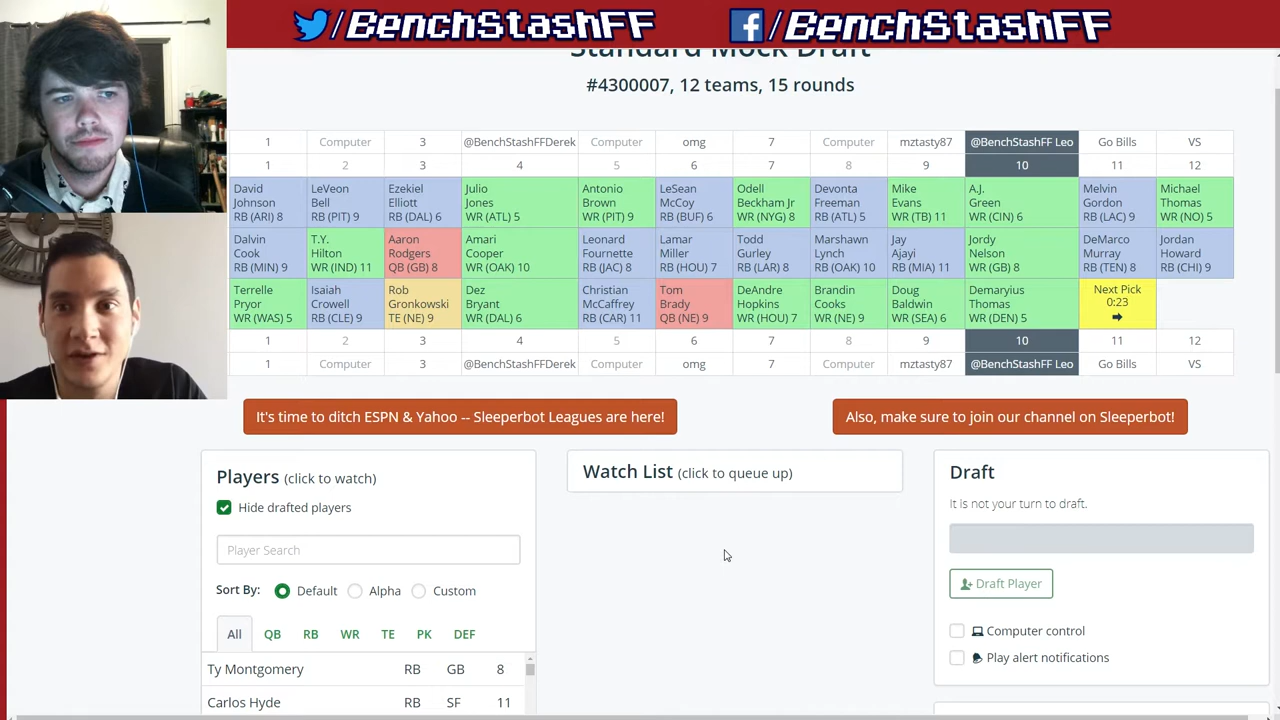 /BenchStashFF /BenchStashFF
Standard Mock Draft
#4300007, 12 teams, 15 rounds
1 Computer 3 @BenchStashFFDerek Computer omg 7 Computer mztasty87 @BenchStashFF Leo Go Bills VS
1 2 3 4 5 6 7 8 9 10 11 12
David LeVeon Ezekiel Julio Antonio LeSean Odell Devonta Mike A.J. Melvin Michael
Johnson Bell Elliott Jones Brown McCoy Beckham Jr Freeman Evans Green Gordon Thomas
RB (ARI) 8 RB (PIT) 9 RB (DAL) 6 WR (ATL) 5 WR (PIT) 9 RB (BUF) 6 WR (NYG) 8 RB (ATL) 5 WR (TB) 11 WR (CIN) 6 RB (LAC) 9 WR (NO) 5
Dalvin T.Y. Aaron Amari Leonard Lamar Todd Marshawn Jay Jordy DeMarco Jordan
Cook Hilton Rodgers Cooper Fournette Miller Gurley Lynch Ajayi Nelson Murray Howard
RB (MIN) 9 WR (IND) 11 QB (GB) 8 WR (OAK) 10 RB (JAC) 8 RB (HOU) 7 RB (LAR) 8 RB (OAK) 10 RB (MIA) 11 WR (GB) 8 RB (TEN) 8 RB (CHI) 9
Terrelle Isaiah Rob Dez Christian Tom DeAndre Brandin Doug Demaryius Next Pick
Pryor Crowell Gronkowski Bryant McCaffrey Brady Hopkins Cooks Baldwin Thomas 0:23
WR (WAS) 5 RB (CLE) 9 TE (NE) 9 WR (DAL) 6 RB (CAR) 11 QB (NE) 9 WR (HOU) 7 WR (NE) 9 WR (SEA) 6 WR (DEN) 5
1 2 3 4 5 6 7 8 9 10 11 12
1 Computer 3 @BenchStashFFDerek Computer omg 7 Computer mztasty87 @BenchStashFF Leo Go Bills VS
It's time to ditch ESPN & Yahoo -- Sleeperbot Leagues are here! Also, make sure to join our channel on Sleeperbot!
Players (click to watch)
Hide drafted players
Player Search
Sort By: Default Alpha Custom
All QB RB WR TE PK DEF
Ty Montgomery RB GB 8
Carlos Hyde RB SF 11
Watch List (click to queue up)
Draft
It is not your turn to draft.
Draft Player
Computer control
Play alert notifications